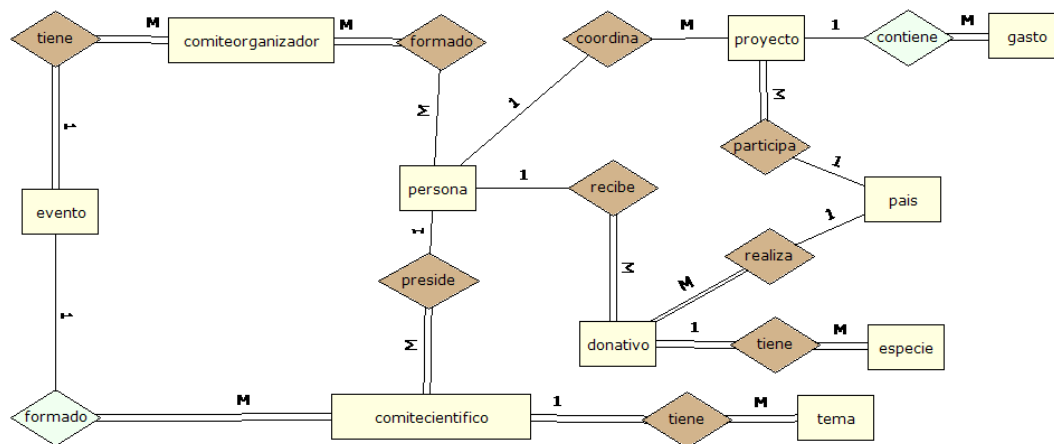 M M M 1 M
tiene comiteorganizador formado coordina proyecto contiene gasto
M M
1 1 participa
1
persona 1 recibe pais
evento 1
1 M realiza
preside M
1 donativo 1 tiene M especie
M
formado M comitecientifico 1 tiene M tema